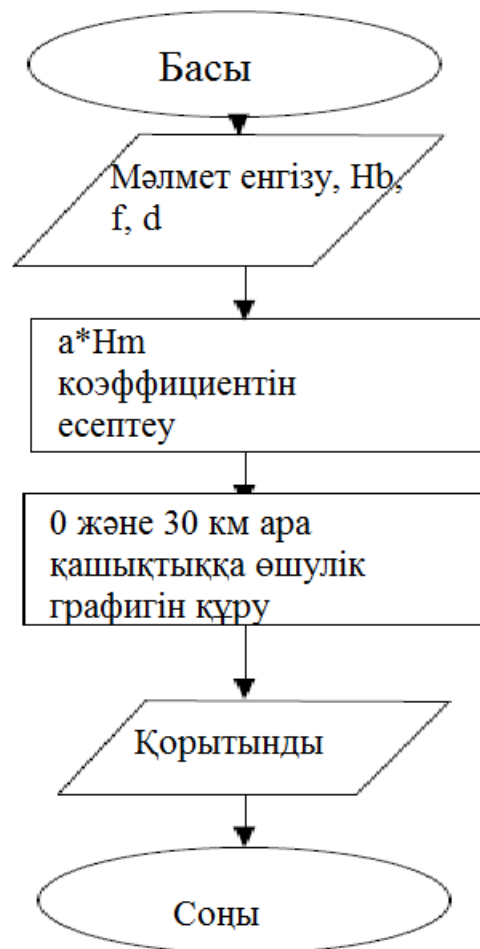 Басы
Мәлмет енгізу, Hb,
f, d
a*Hm
коэффициентін
есептеу
0 және 30 км ара
қашықтыққа өшулік
графигін құру
Қорытынды
Соңы